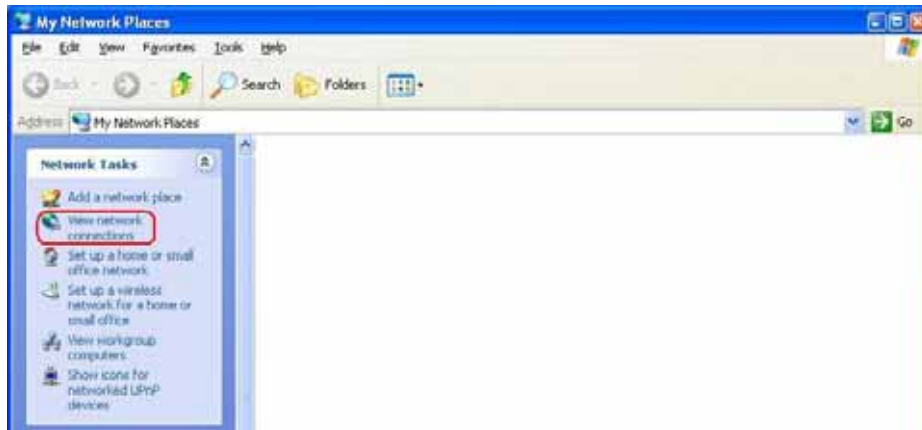 My Network Places
File Edit View Favorites Tools Help
Back Search Folders
Address My Network Places Go
Network Tasks
Add a network place
View network
connections
Set up a home or small
office network
Set up a wireless
network for a home or
small office
View workgroup
computers
Show icons for
networked UPnP
devices